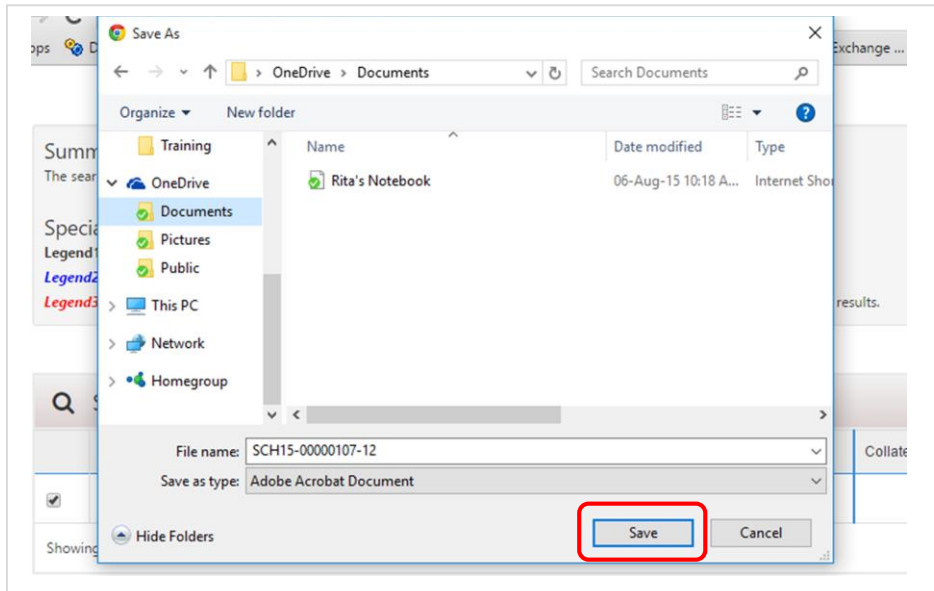 Save As
OneDrive > Documents
Search Documents
Exchange ...
Organize
New folder
Training
OneDrive
Documents
Pictures
Public
This PC
Network
Homegroup
Name
Date modified
Type
Rita's Notebook
06-Aug-15 10:18 A...
Internet Shor
Summ
The sear
Specia
Legend1
Legend2
Legend3
results.
Collate
File name: SCH15-00000107-12
Save as type: Adobe Acrobat Document
Hide Folders
Save
Cancel
Showing